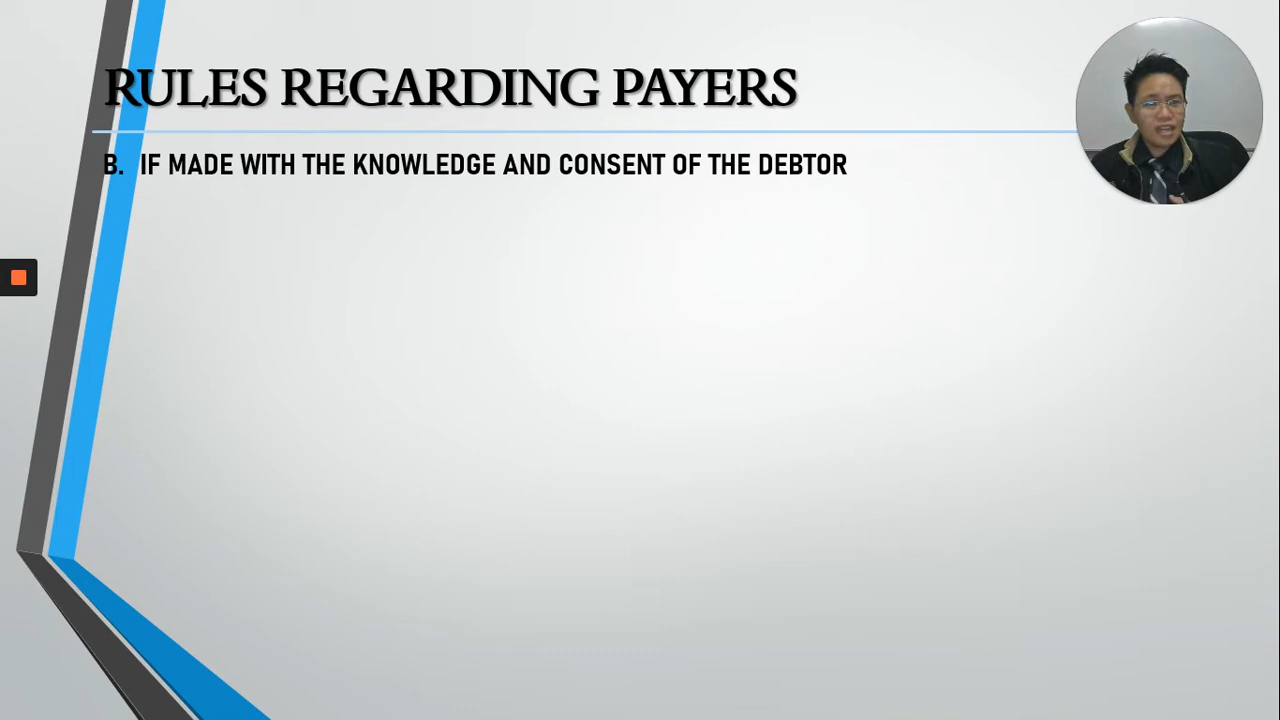 RULES REGARDING PAYERS
B. IF MADE WITH THE KNOWLEDGE AND CONSENT OF THE DEBTOR